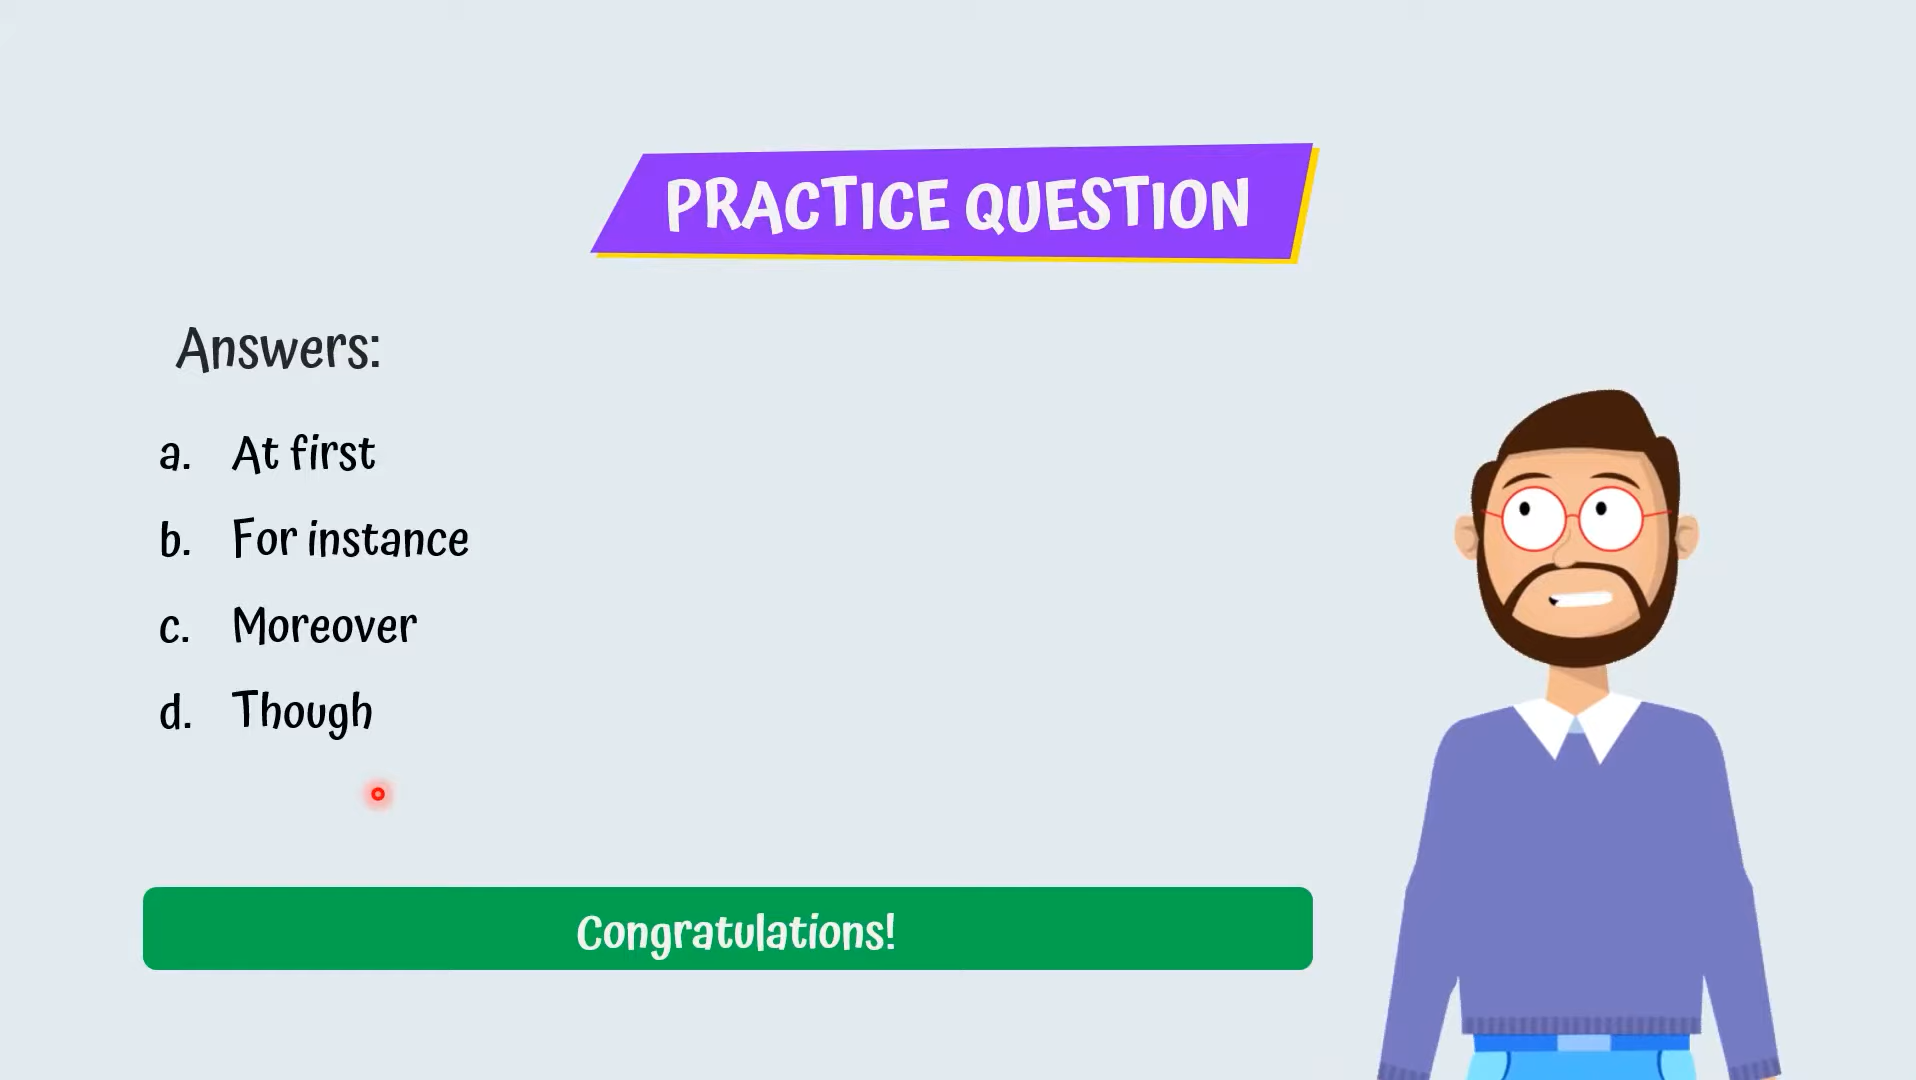 PRACTICE QUESTION
Answers:
a. At first
b. For instance
c. Moreover
d. Though
Congratulations!